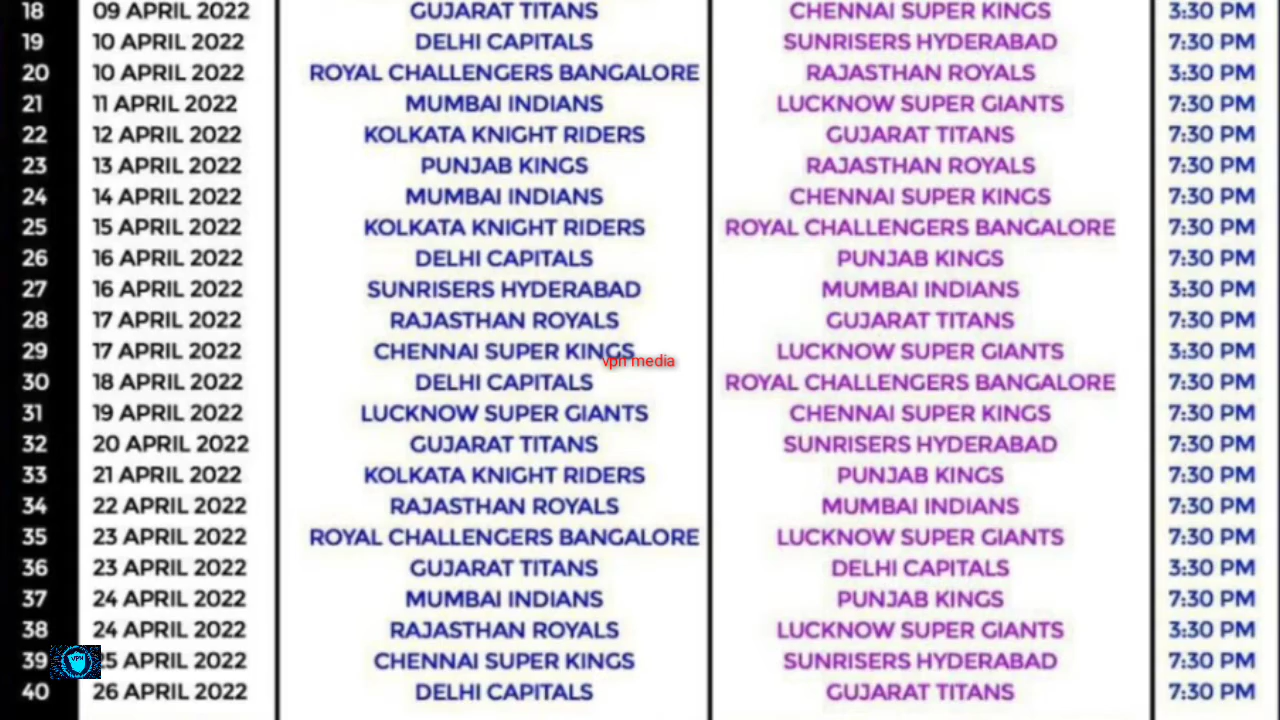 18 09 APRIL 2022 GUJARAT TITANS CHENNAI SUPER KINGS 3:30 PM
19 10 APRIL 2022 DELHI CAPITALS SUNRISERS HYDERABAD 7:30 PM
20 10 APRIL 2022 ROYAL CHALLENGERS BANGALORE RAJASTHAN ROYALS 3:30 PM
21 11 APRIL 2022 MUMBAI INDIANS LUCKNOW SUPER GIANTS 7:30 PM
22 12 APRIL 2022 KOLKATA KNIGHT RIDERS GUJARAT TITANS 7:30 PM
23 13 APRIL 2022 PUNJAB KINGS RAJASTHAN ROYALS 7:30 PM
24 14 APRIL 2022 MUMBAI INDIANS CHENNAI SUPER KINGS 7:30 PM
25 15 APRIL 2022 KOLKATA KNIGHT RIDERS ROYAL CHALLENGERS BANGALORE 7:30 PM
26 16 APRIL 2022 DELHI CAPITALS PUNJAB KINGS 7:30 PM
27 16 APRIL 2022 SUNRISERS HYDERABAD MUMBAI INDIANS 3:30 PM
28 17 APRIL 2022 RAJASTHAN ROYALS GUJARAT TITANS 7:30 PM
29 17 APRIL 2022 CHENNAI SUPER KINGS LUCKNOW SUPER GIANTS 3:30 PM
vpn media
30 18 APRIL 2022 DELHI CAPITALS ROYAL CHALLENGERS BANGALORE 7:30 PM
31 19 APRIL 2022 LUCKNOW SUPER GIANTS CHENNAI SUPER KINGS 7:30 PM
32 20 APRIL 2022 GUJARAT TITANS SUNRISERS HYDERABAD 7:30 PM
33 21 APRIL 2022 KOLKATA KNIGHT RIDERS PUNJAB KINGS 7:30 PM
34 22 APRIL 2022 RAJASTHAN ROYALS MUMBAI INDIANS 7:30 PM
35 23 APRIL 2022 ROYAL CHALLENGERS BANGALORE LUCKNOW SUPER GIANTS 7:30 PM
36 23 APRIL 2022 GUJARAT TITANS DELHI CAPITALS 3:30 PM
37 24 APRIL 2022 MUMBAI INDIANS PUNJAB KINGS 7:30 PM
38 24 APRIL 2022 RAJASTHAN ROYALS LUCKNOW SUPER GIANTS 3:30 PM
39 25 APRIL 2022 CHENNAI SUPER KINGS SUNRISERS HYDERABAD 7:30 PM
VPN
40 26 APRIL 2022 DELHI CAPITALS GUJARAT TITANS 7:30 PM